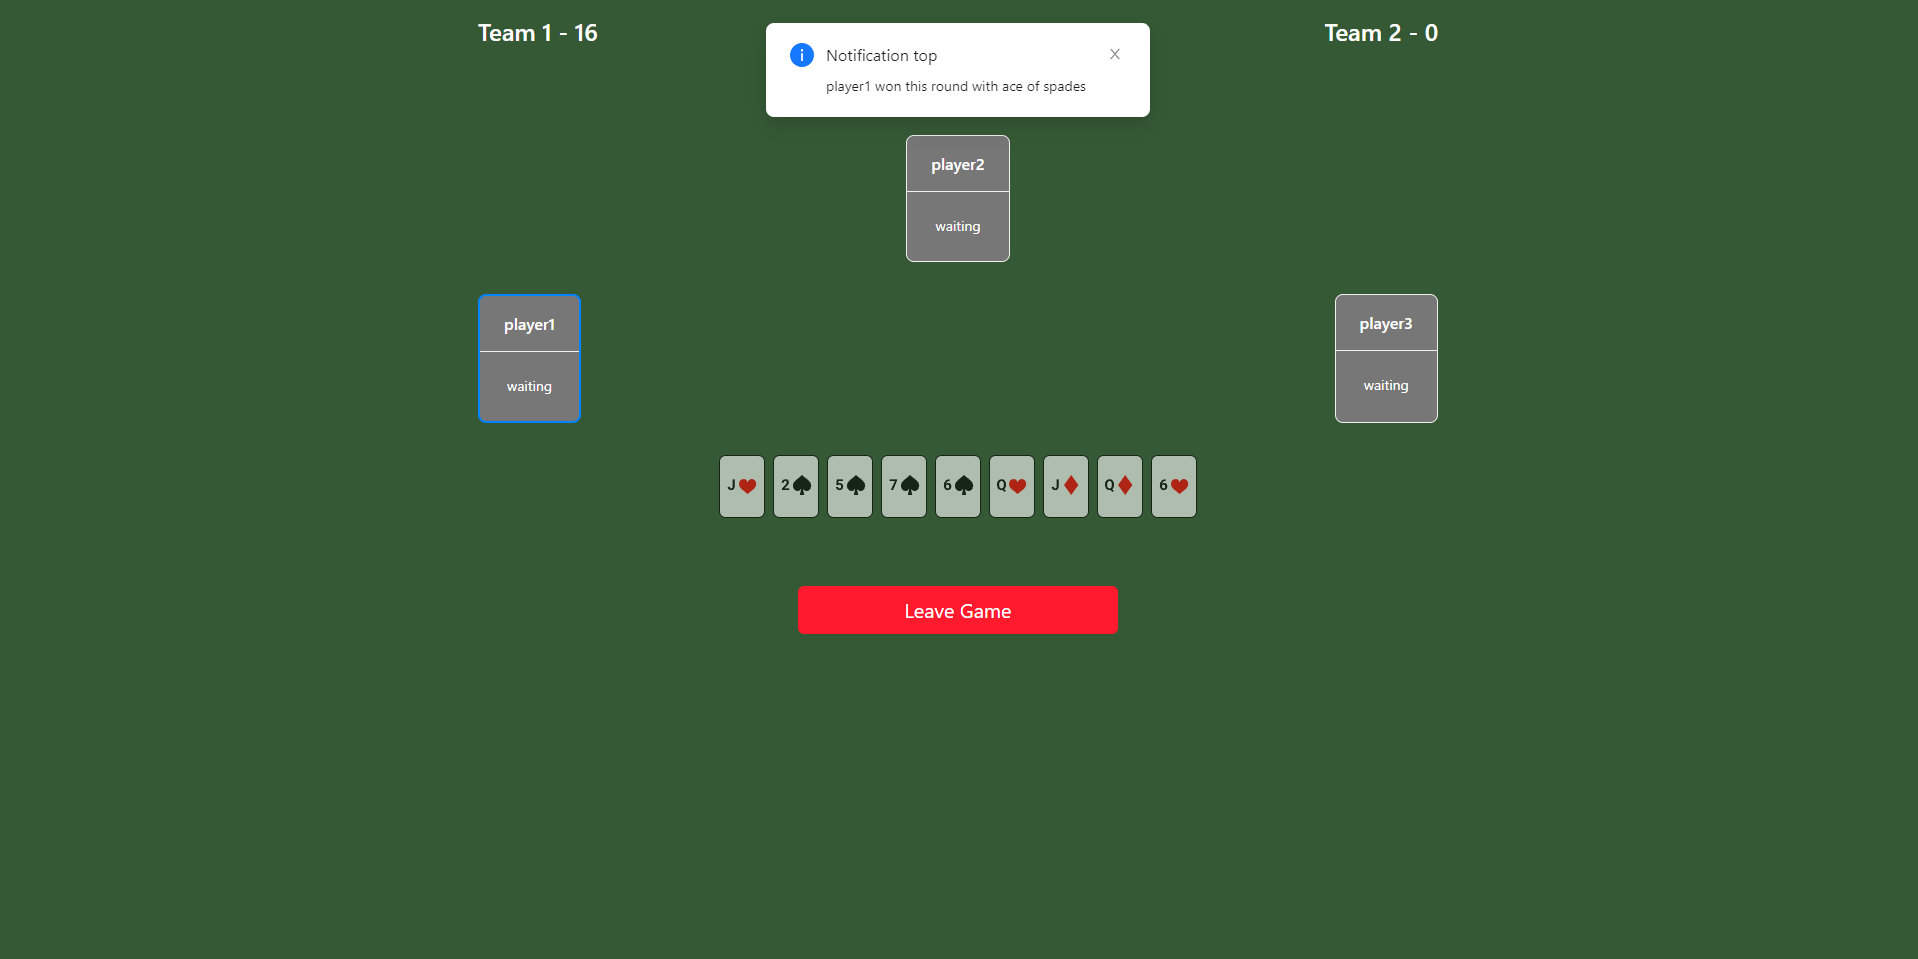 Team 1 - 16
Team 2 - 0
Notification top
player1 won this round with ace of spades
player2
waiting
player1
waiting
player3
waiting
J♥ 2♠ 5♠ 7♠ 6♠ Q♥ J♦ Q♦ 6♥
Leave Game